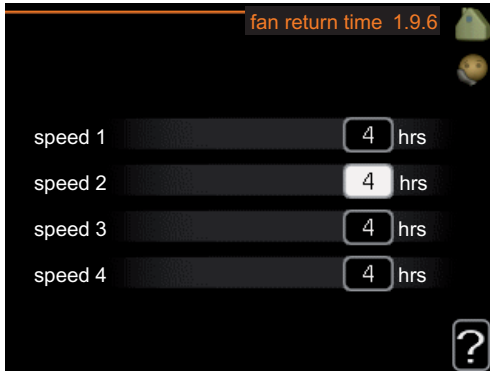 fan return time 1.9.6
speed 1 4 hrs
speed 2 4 hrs
speed 3 4 hrs
speed 4 4 hrs
?